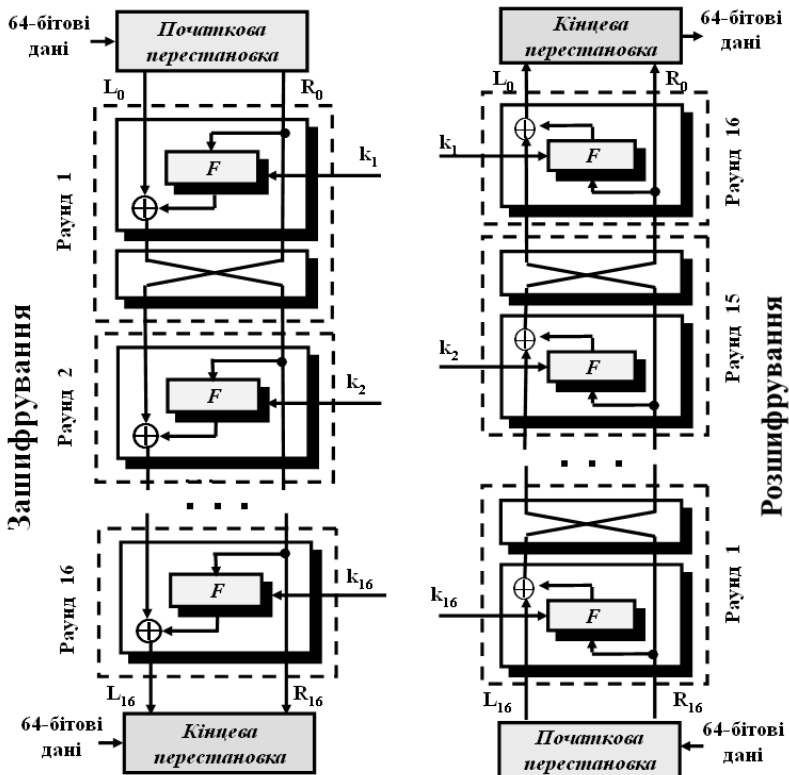 64-бітові
дані
Початкова
перестановка
L0
R0
Раунд 1
F
k1
Зашифрування
Раунд 2
F
k2
. . .
Раунд 16
F
k16
L16
R16
64-бітові
дані
Кінцева
перестановка
Кінцева
перестановка
64-бітові
дані
L0
R0
k1
F
Раунд 16
Раунд 15
k2
F
. . .
Розшифрування
Раунд 1
k16
F
L16
R16
Початкова
перестановка
64-бітові
дані